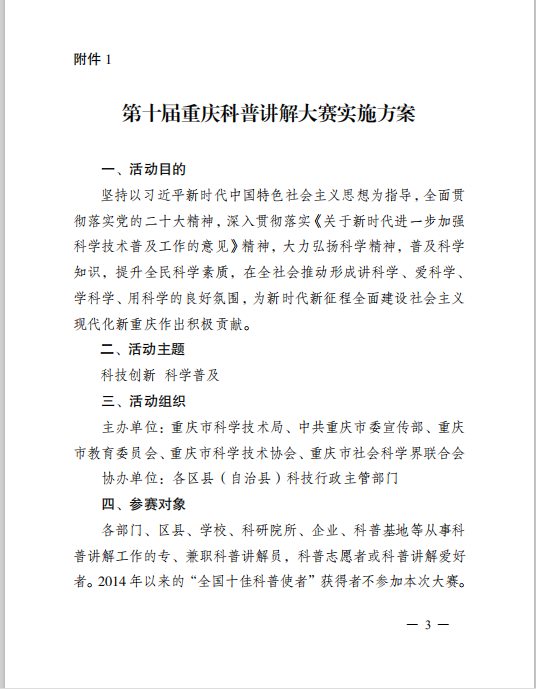 附件 1
第十届重庆科普讲解大赛实施方案
一、活动目的
坚持以习近平新时代中国特色社会主义思想为指导，全面贯
彻落实党的二十大精神，深入贯彻落实《关于新时代进一步加强
科学技术普及工作的意见》精神，大力弘扬科学精神，普及科学
知识，提升全民科学素质，在全社会推动形成讲科学、爱科学、
学科学、用科学的良好氛围，为新时代新征程全面建设社会主义
现代化新重庆作出积极贡献。
二、活动主题
科技创新 科学普及
三、活动组织
主办单位：重庆市科学技术局、中共重庆市委宣传部、重庆
市教育委员会、重庆市科学技术协会、重庆市社会科学界联合会
协办单位：各区县（自治县）科技行政主管部门
四、参赛对象
各部门、区县、学校、科研院所、企业、科普基地等从事科
普讲解工作的专、兼职科普讲解员，科普志愿者或科普讲解爱好
者。2014 年以来的“全国十佳科普使者”获得者不参加本次大赛。
— 3 —